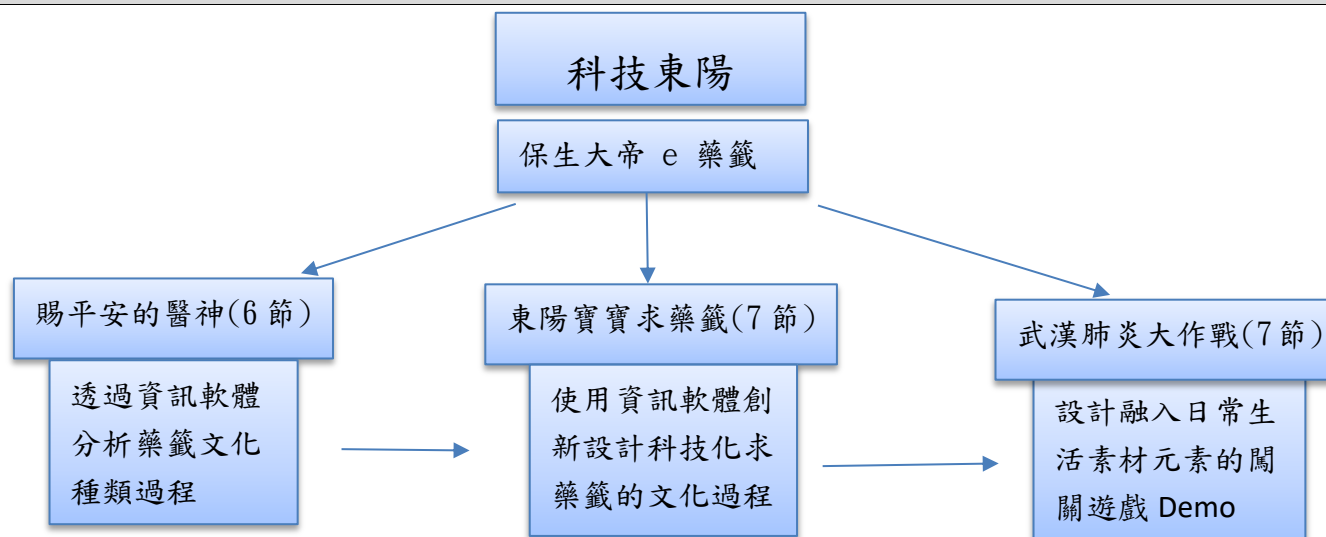 科技東陽
保生大帝 e 藥籤
賜平安的醫神(6 節)
透過資訊軟體
分析藥籤文化
種類過程
東陽寶寶求藥籤(7 節)
使用資訊軟體創
新設計科技化求
藥籤的文化過程
武漢肺炎大作戰(7 節)
設計融入日常生
活素材元素的闖
關遊戲 Demo